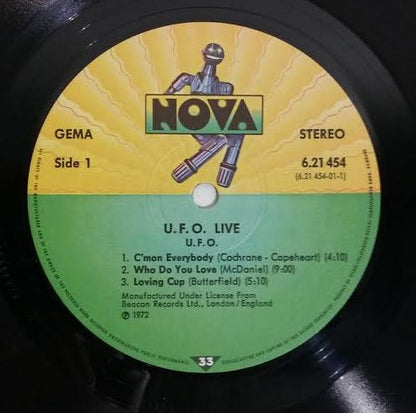 NOVA
GEMA
STEREO
Side 1
6.21 454
(6.21 454-01-1)
U.F.O. LIVE
U.F.O.
1. C'mon Everybody (Cochrane - Capeheart) (4:10)
2. Who Do You Love (McDaniel) (9:00)
3. Loving Cup (Butterfield) (5:10)
Manufactured Under License From
Beacon Records Ltd., London/England
℗ 1972
33